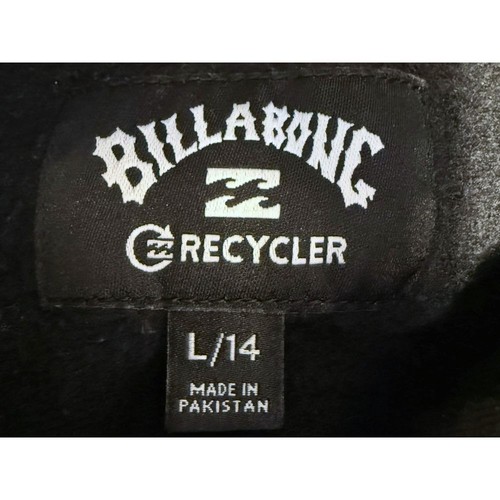 BILLABONG
RECYCLER
L/14
MADE IN
PAKISTAN